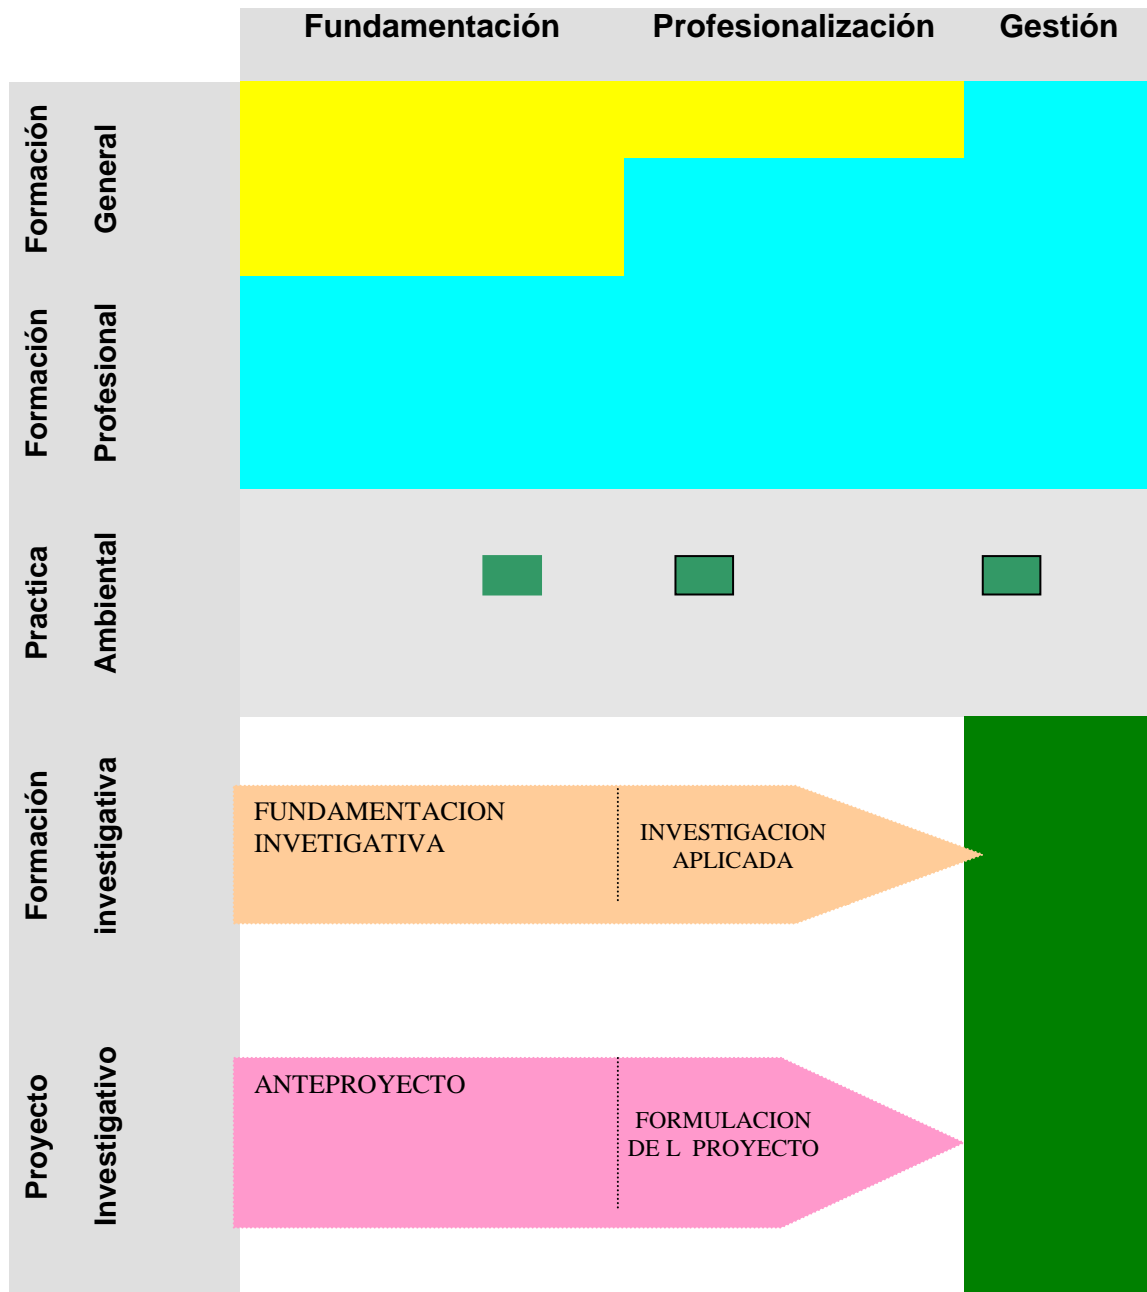 Fundamentación Profesionalización Gestión
Formación
General
Formación
Profesional
Practica
Ambiental
Formación
investigativa
FUNDAMENTACION
INVETIGATIVA
INVESTIGACION
APLICADA
Proyecto
Investigativo
ANTEPROYECTO
FORMULACION
DE L PROYECTO